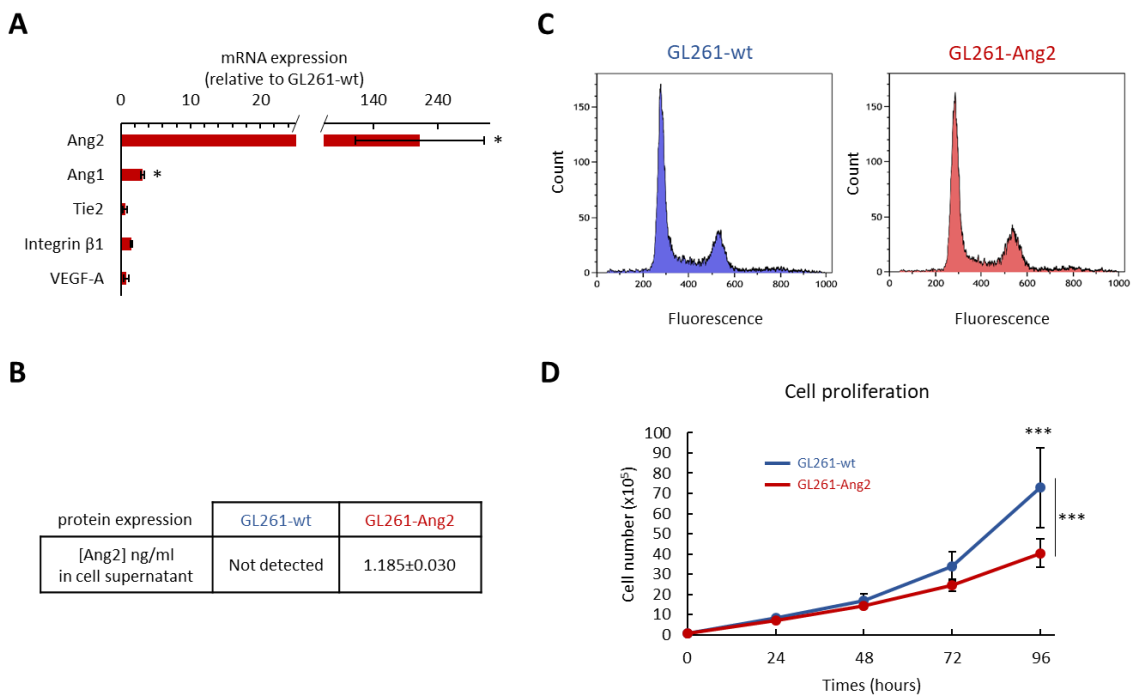 A
mRNA expression
(relative to GL261-wt)
0 10 20 140 240
Ang2 *
Ang1 *
Tie2
Integrin β1
VEGF-A
B
protein expression GL261-wt GL261-Ang2
[Ang2] ng/ml
in cell supernatant
Not detected 1.185±0.030
C
GL261-wt
150
100
50
0
Count
0 200 400 600 800 1000
Fluorescence
GL261-Ang2
150
100
50
0
Count
0 200 400 600 800 1000
Fluorescence
D
Cell proliferation
100
90
80
70
60
50
40
30
20
10
0
Cell number (x10⁵)
GL261-wt
GL261-Ang2
***
***
0 24 48 72 96
Times (hours)